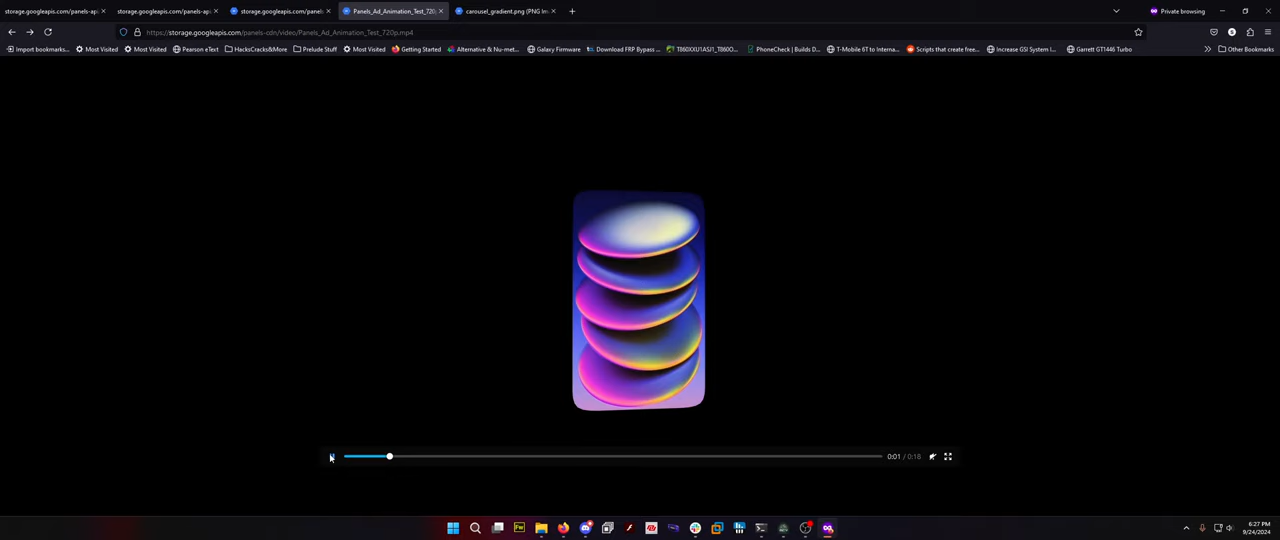 storage.googleapis.com/panels-ap
storage.googleapis.com/panels-ap
storage.googleapis.com/panels
Panels_Ad_Animation_Test_720p
carousel_gradient.png (PNG Im
Private browsing
https://storage.googleapis.com/panels-cdn/video/Panels_Ad_Animation_Test_720p.mp4
Import bookmarks...
Most Visited
Most Visited
Pearson eText
HacksCracks&More
Prelude Stuff
Most Visited
Getting Started
Alternative & Nu-met...
Galaxy Firmware
Download FRP Bypass ...
PhoneCheck | Builds D...
T-Mobile 6T to Interna...
Scripts that create free...
Increase GSI System I...
Garrett GT1446 Turbo
Other Bookmarks
0:01 / 0:18
Fw
6:27 PM
9/24/2024